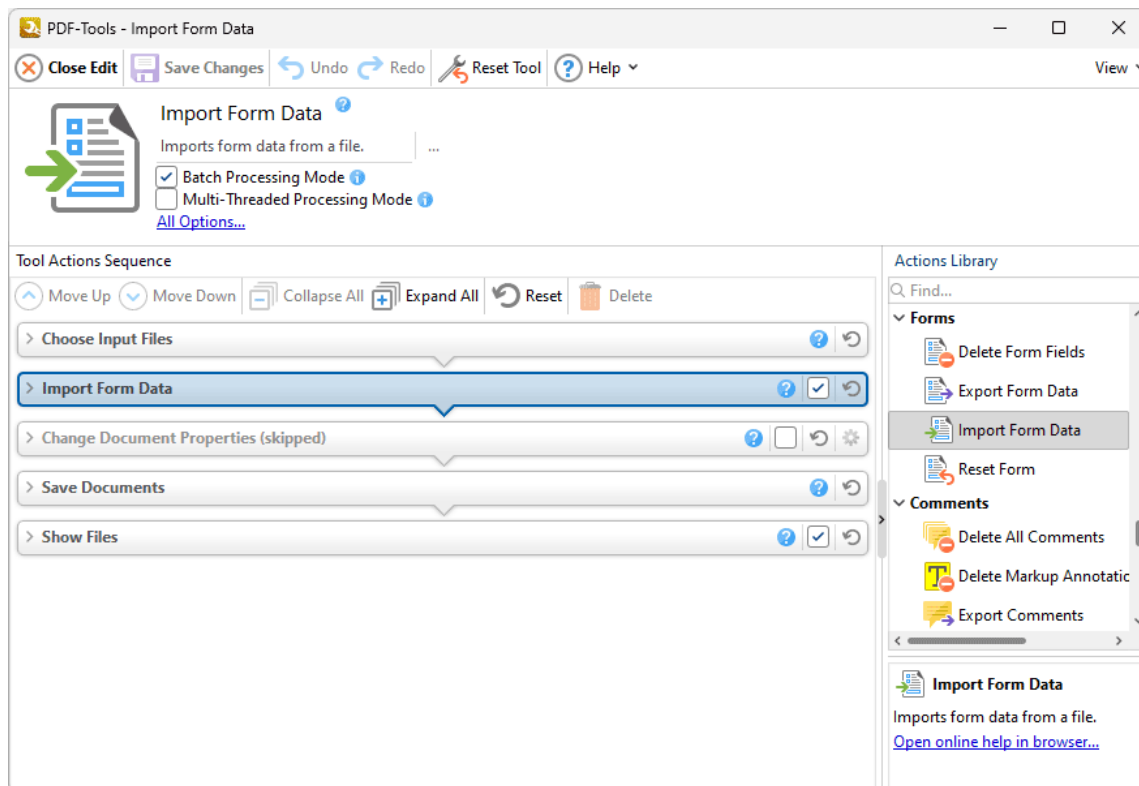 PDF-Tools - Import Form Data
Close Edit Save Changes Undo Redo Reset Tool ? Help View
Import Form Data ?
Imports form data from a file. ...
Batch Processing Mode i
Multi-Threaded Processing Mode i
All Options...
Tool Actions Sequence
Move Up Move Down Collapse All Expand All Reset Delete
Choose Input Files ?
Import Form Data ?
Change Document Properties (skipped) ?
Save Documents ?
Show Files ?
Actions Library
Find...
Forms
Delete Form Fields
Export Form Data
Import Form Data
Reset Form
Comments
Delete All Comments
T Delete Markup Annotatic
Export Comments
Import Form Data
Imports form data from a file.
Open online help in browser...